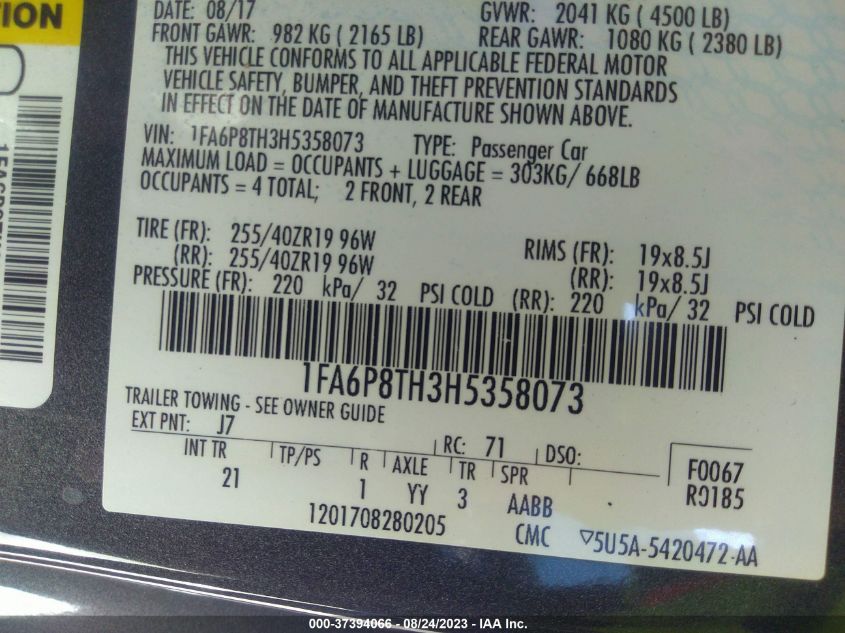 TION
DATE: 08/17 GVWR: 2041 KG ( 4500 LB)
FRONT GAWR: 982 KG ( 2165 LB) REAR GAWR: 1080 KG ( 2380 LB)
THIS VEHICLE CONFORMS TO ALL APPLICABLE FEDERAL MOTOR
VEHICLE SAFETY, BUMPER, AND THEFT PREVENTION STANDARDS
IN EFFECT ON THE DATE OF MANUFACTURE SHOWN ABOVE.
VIN: 1FA6P8TH3H5358073 TYPE: Passenger Car
MAXIMUM LOAD = OCCUPANTS + LUGGAGE = 303KG/ 668LB
OCCUPANTS = 4 TOTAL; 2 FRONT, 2 REAR
TIRE (FR): 255/40ZR19 96W RIMS (FR): 19x8.5J
(RR): 255/40ZR19 96W (RR): 19x8.5J
PRESSURE (FR): 220 kPa/ 32 PSI COLD (RR): 220 kPa/ 32 PSI COLD
1FA6P8TH3H5358073
TRAILER TOWING - SEE OWNER GUIDE
EXT PNT: J7 RC: 71 DSO:
INT TR TP/PS R AXLE TR SPR F0067
21 1 YY 3 AABB R0185
1201708280205 CMC ▽5U5A-5420472-AA
000-37394066 - 08/24/2023 - IAA Inc.